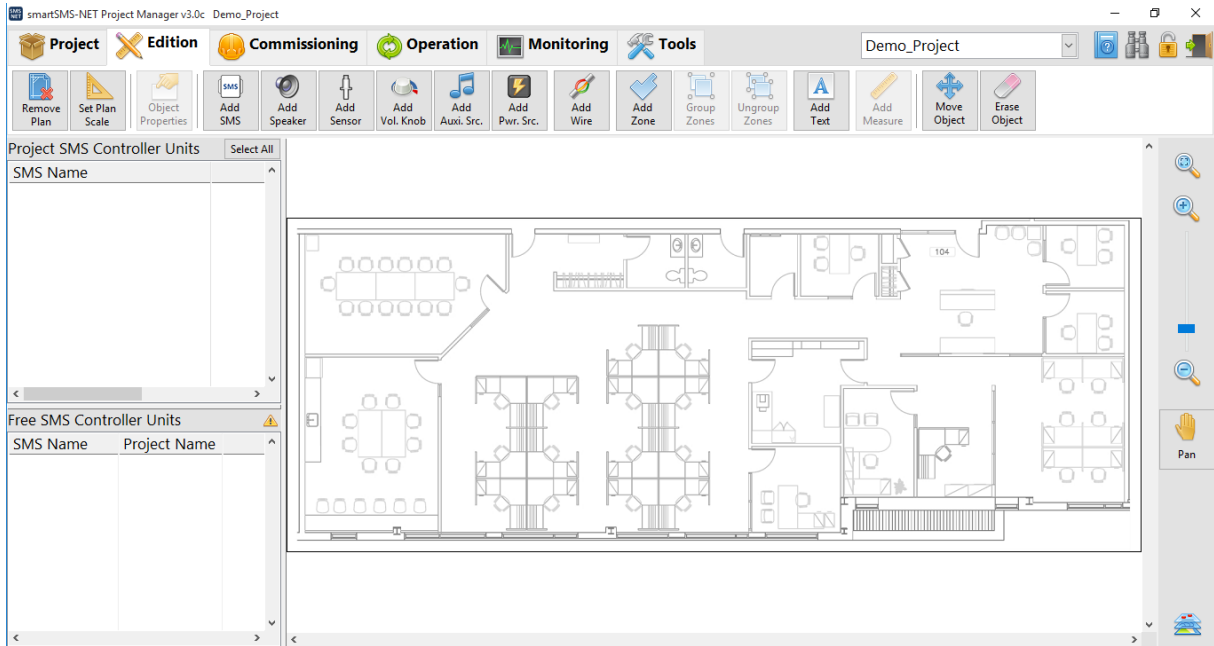 SMS NET smartSMS-NET Project Manager v3.0c Demo_Project
Project Edition Commissioning Operation Monitoring Tools Demo_Project
Remove Plan
Set Plan Scale
Object Properties
SMS
Add SMS
Add Speaker
Add Sensor
Add Vol. Knob
Add Auxi. Src.
Add Pwr. Src.
Add Wire
Add Zone
Group Zones
Ungroup Zones
A
Add Text
Add Measure
Move Object
Erase Object
Project SMS Controller Units Select All
SMS Name
104
Free SMS Controller Units
SMS Name Project Name
Pan